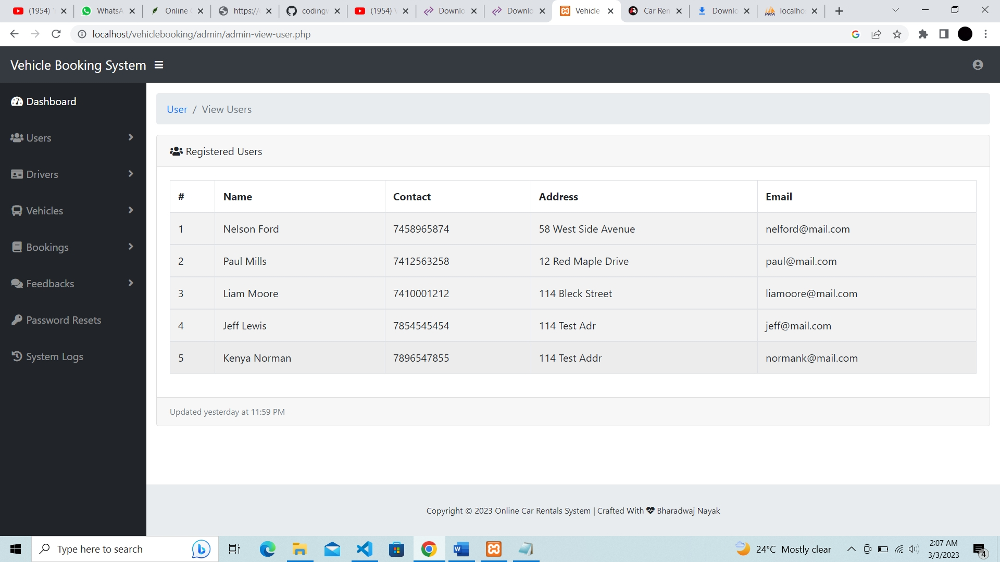 (1954) '
WhatsA
Online (
https://
codingv
(1954) \
Downlo
Downlo
Vehicle
Car Ren
Downlo
PMA localho
localhost/vehiclebooking/admin/admin-view-user.php
Vehicle Booking System
Dashboard
User / View Users
Users
Registered Users
Drivers
# Name Contact Address Email
Vehicles
1 Nelson Ford 7458965874 58 West Side Avenue nelford@mail.com
Bookings
2 Paul Mills 7412563258 12 Red Maple Drive paul@mail.com
Feedbacks
3 Liam Moore 7410001212 114 Bleck Street liamoore@mail.com
Password Resets
4 Jeff Lewis 7854545454 114 Test Adr jeff@mail.com
System Logs
5 Kenya Norman 7896547855 114 Test Addr normank@mail.com
Updated yesterday at 11:59 PM
Copyright © 2023 Online Car Rentals System | Crafted With Bharadwaj Nayak
Type here to search
24°C Mostly clear
2:07 AM
3/3/2023
4